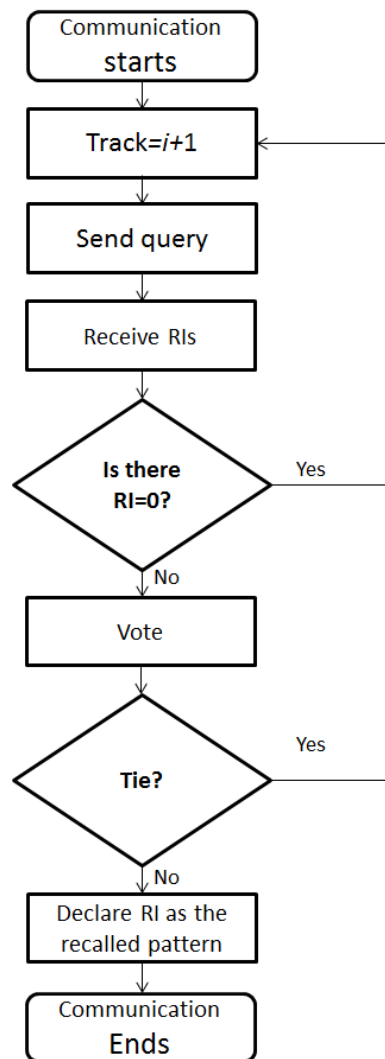 Communication
starts
Track=i+1
Send query
Receive RIs
Is there
RI=0?
Yes
No
Vote
Yes
Tie?
No
Declare RI as the
recalled pattern
Communication
Ends